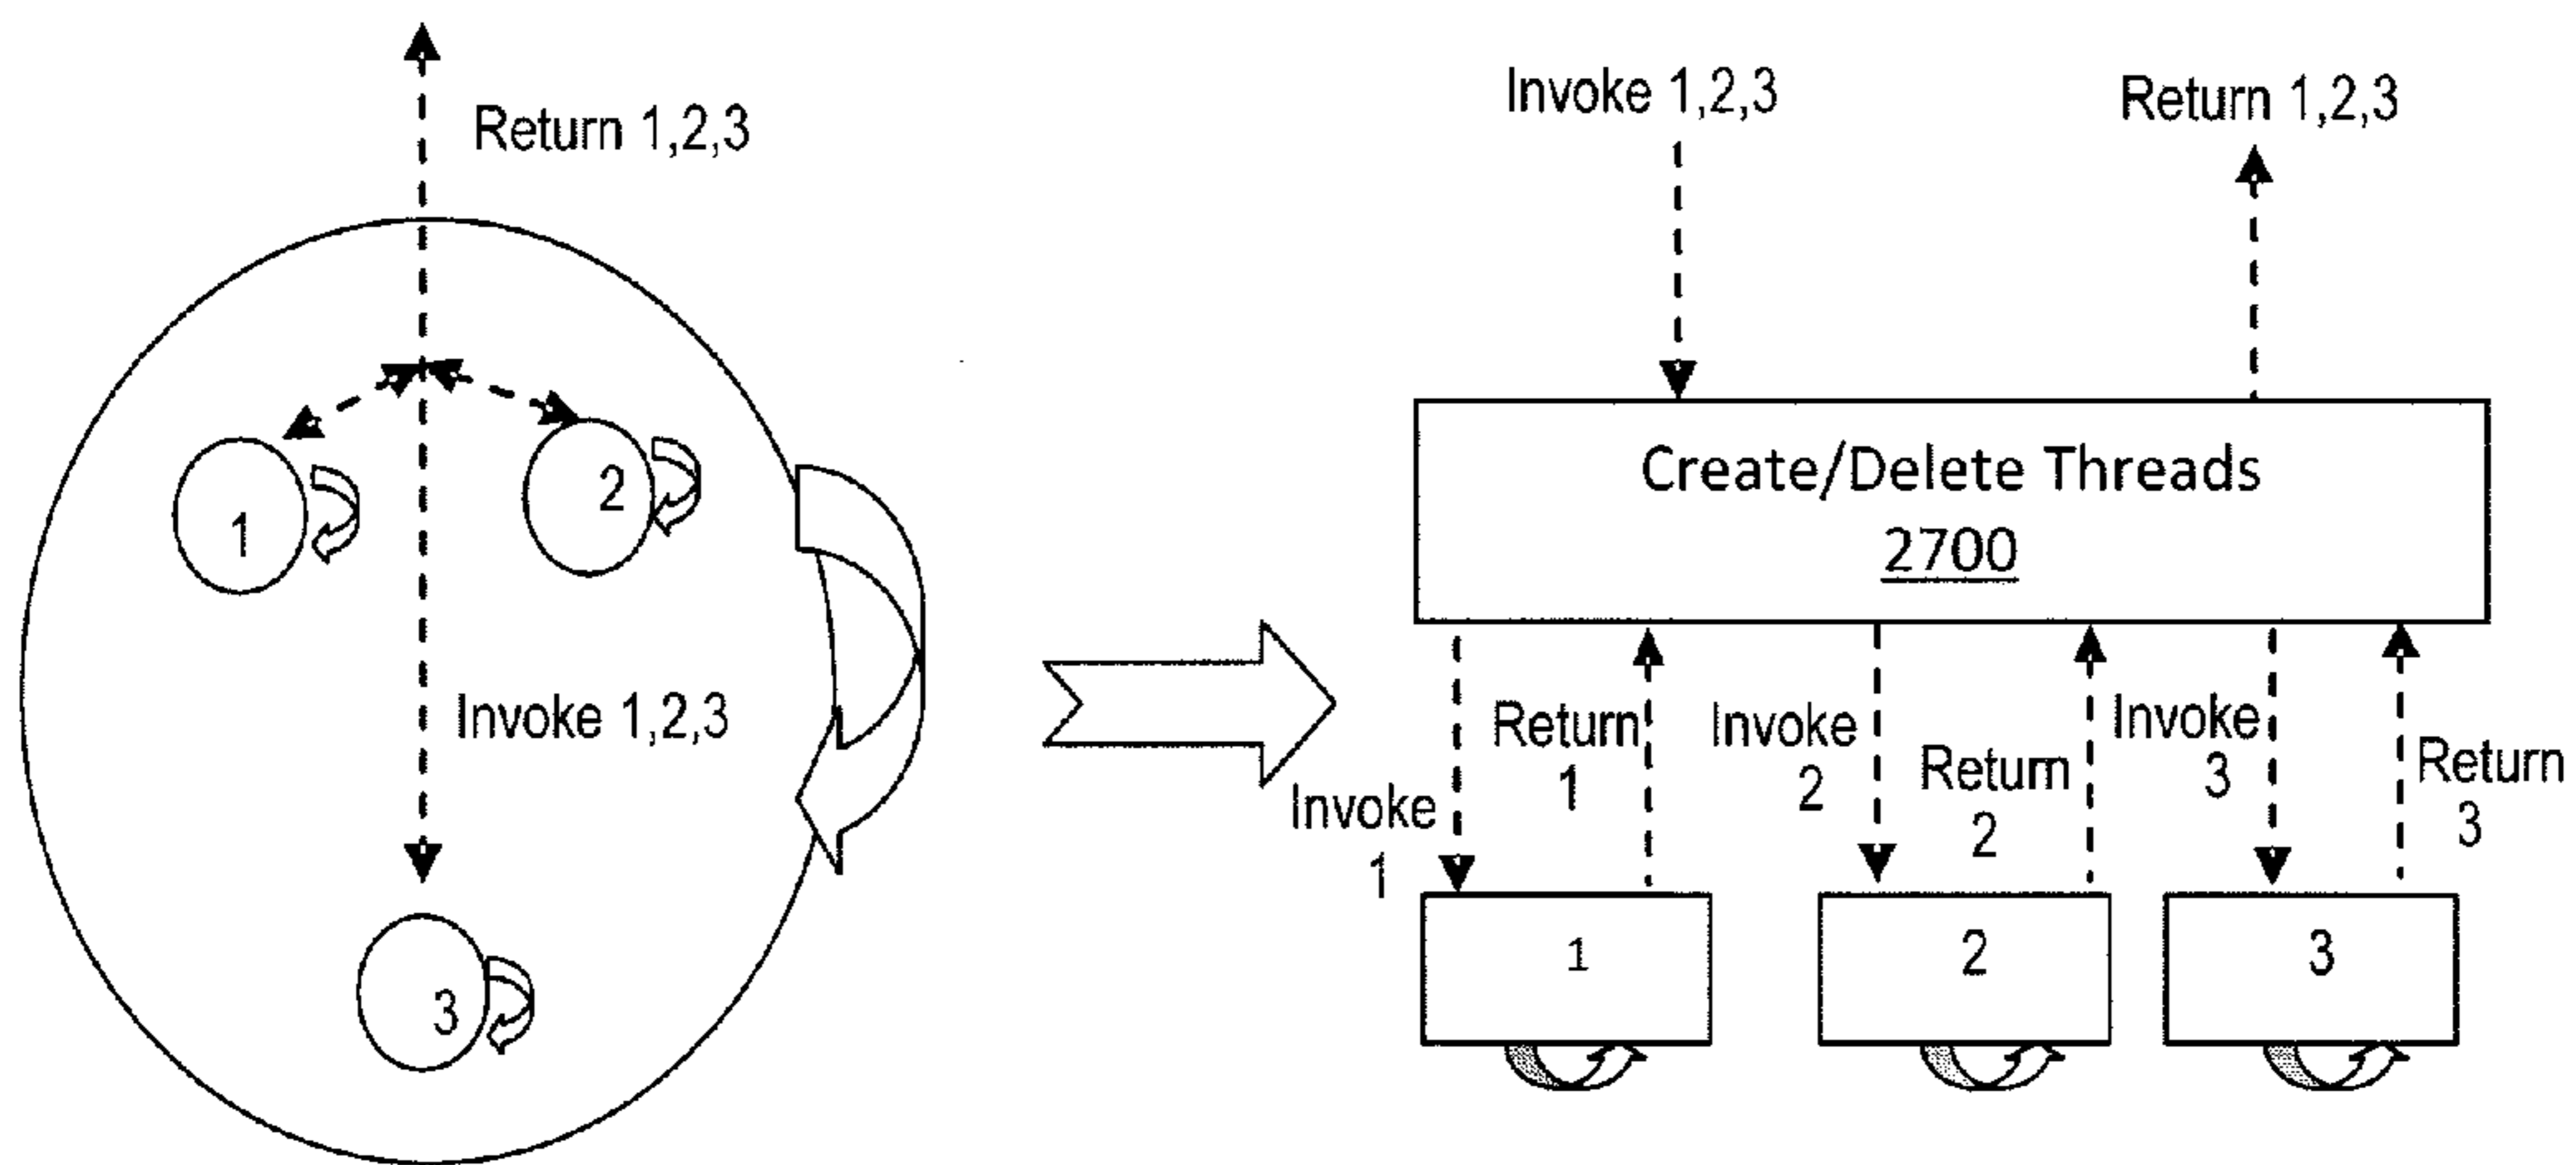 Return 1,2,3
1
2
Invoke 1,2,3
3
Invoke 1,2,3
Return 1,2,3
Create/Delete Threads
2700
Invoke
1
Return
1
Invoke
2
Return
2
Invoke
3
Return
3
1
2
3